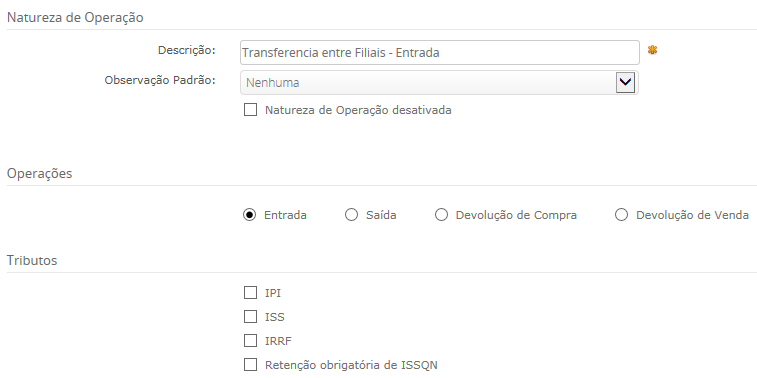 Natureza de Operação
Descrição: Transferencia entre Filiais - Entrada
Observação Padrão: Nenhuma
Natureza de Operação desativada
Operações
Entrada Saída Devolução de Compra Devolução de Venda
Tributos
IPI
ISS
IRRF
Retenção obrigatória de ISSQN